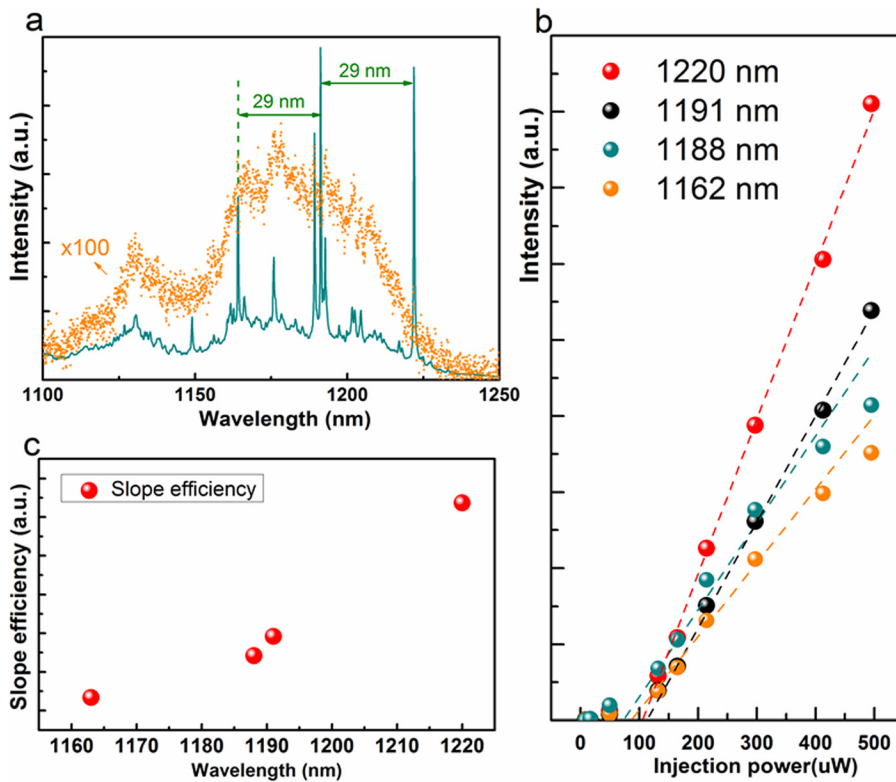 a
29 nm
29 nm
x100
Intensity (a.u.)
1100
1150
1200
1250
Wavelength (nm)
b
1220 nm
1191 nm
1188 nm
1162 nm
Intensity (a.u.)
0
100
200
300
400
500
Injection power(uW)
c
Slope efficiency
Slope efficiency (a.u.)
1160
1170
1180
1190
1200
1210
1220
Wavelength (nm)